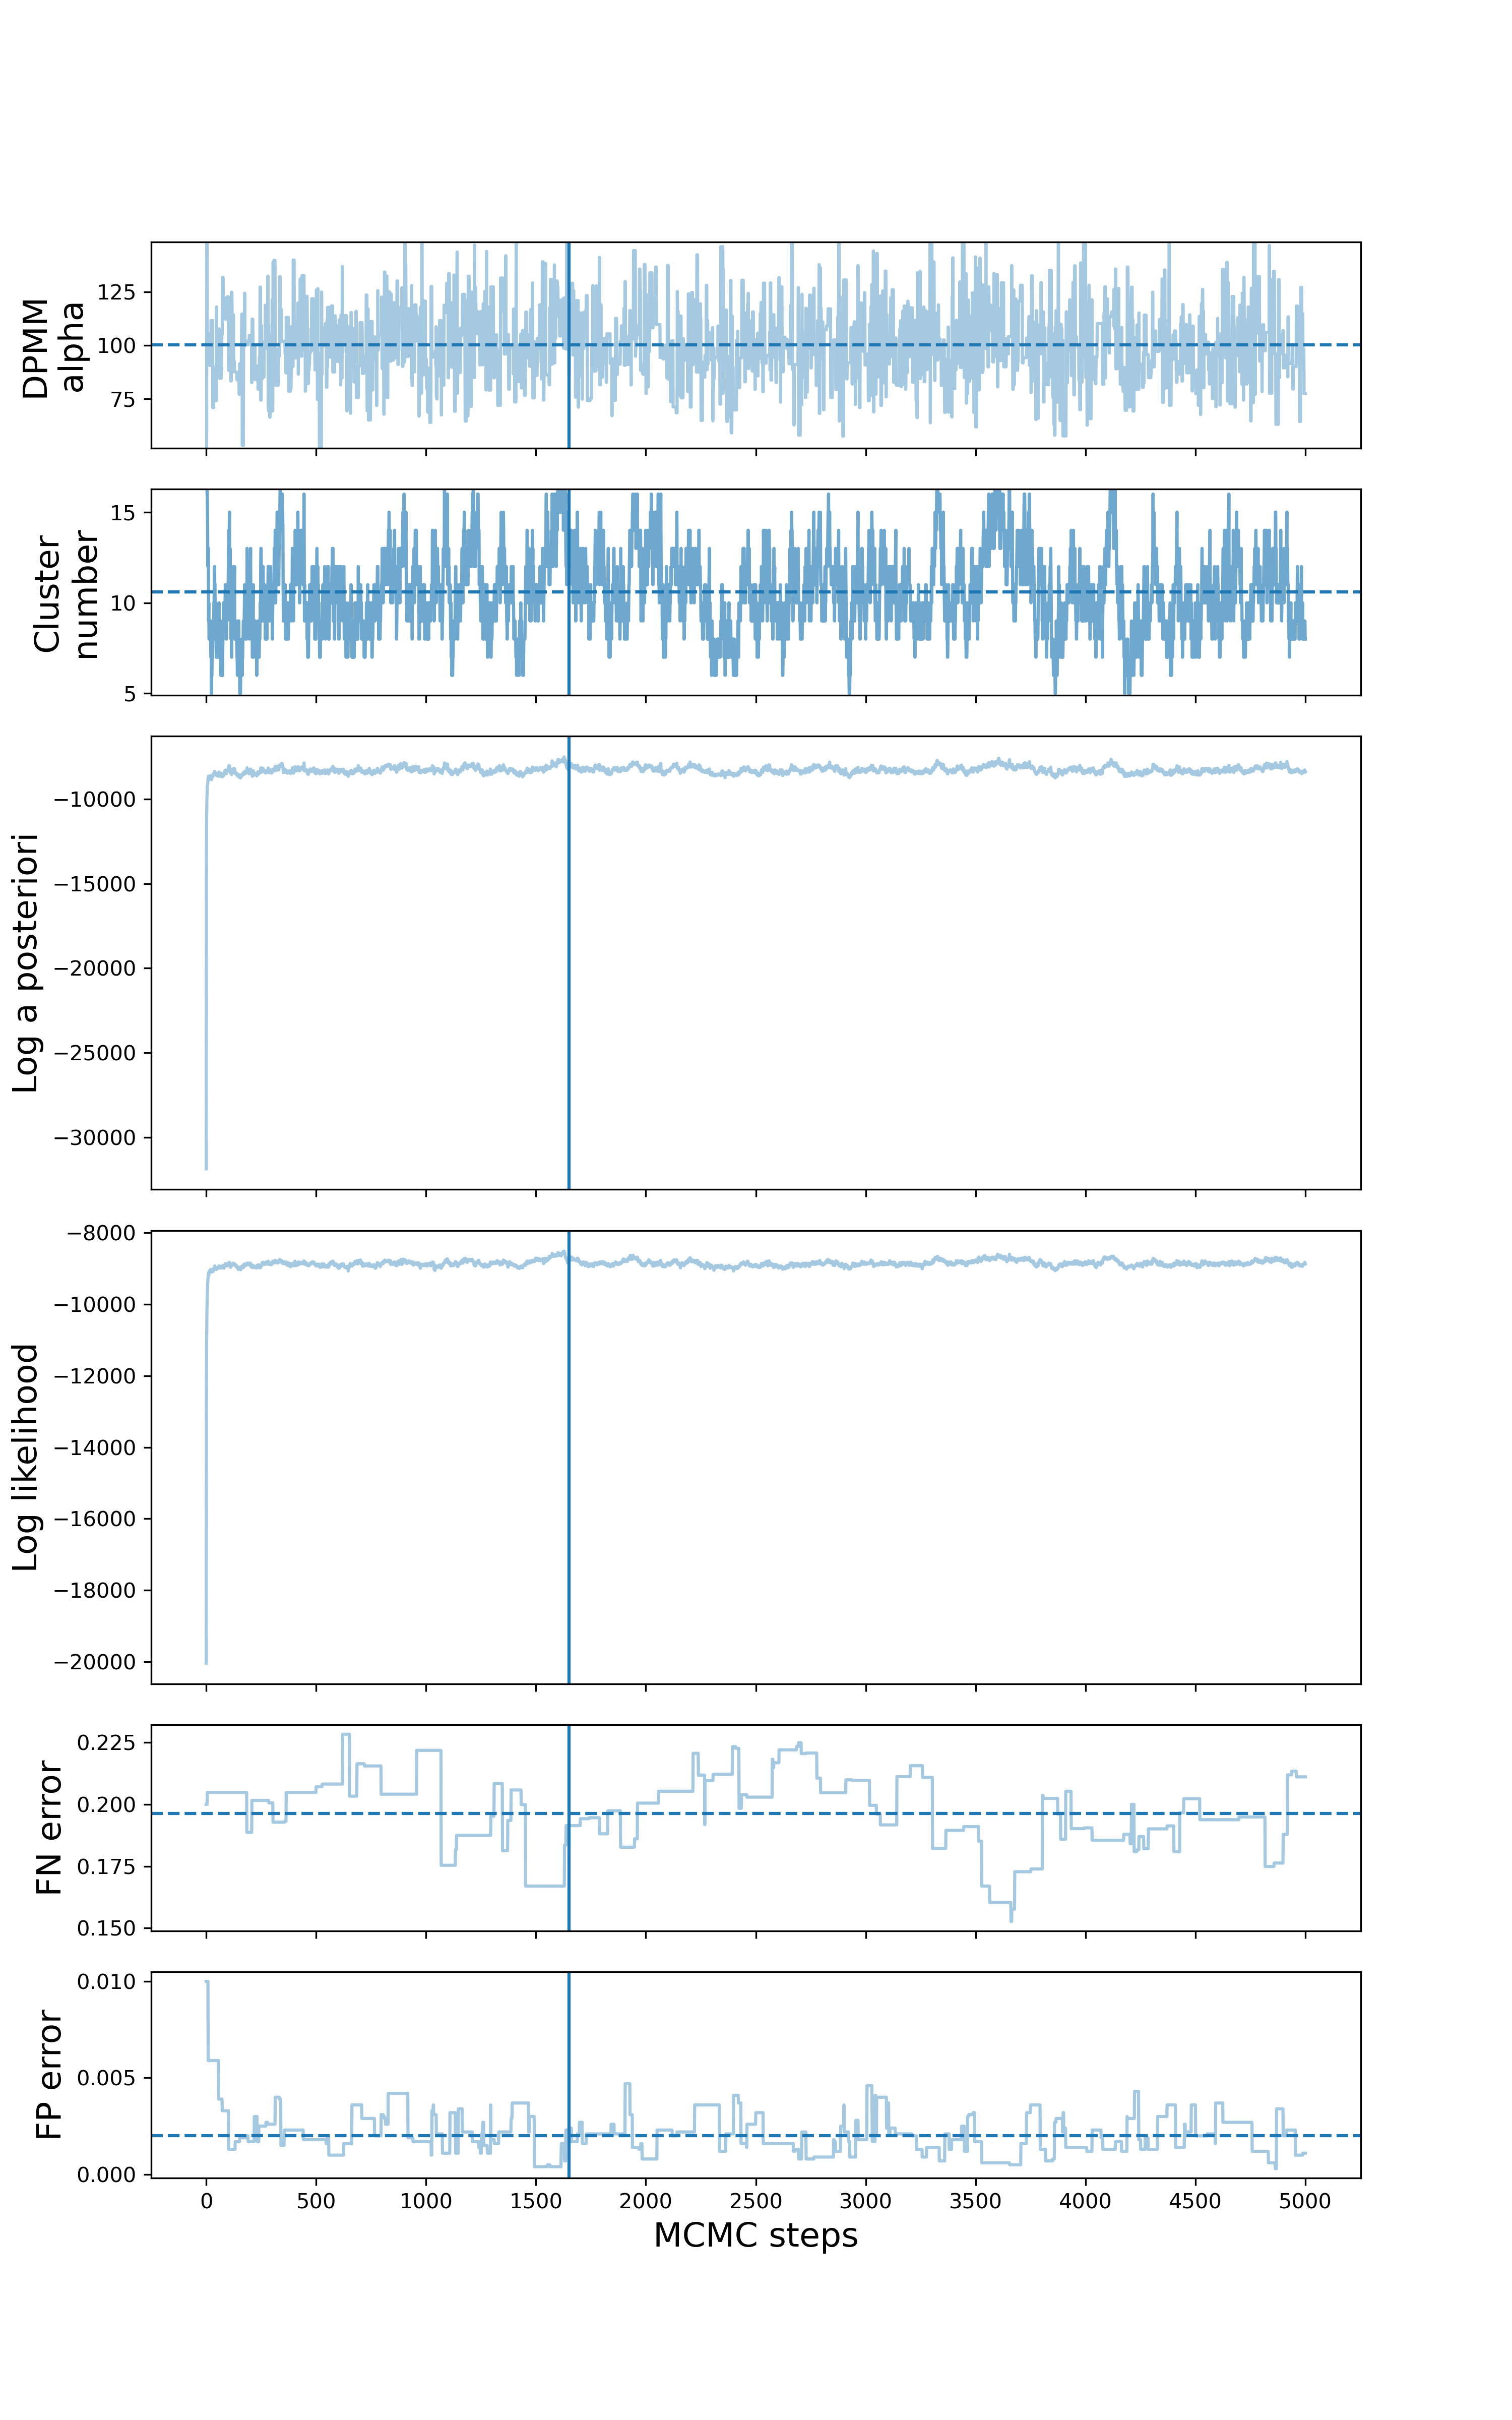 DPMM
alpha
125
100
75
Cluster
number
15
10
5
Log a posteriori
−10000
−15000
−20000
−25000
−30000
Log likelihood
−8000
−10000
−12000
−14000
−16000
−18000
−20000
FN error
0.225
0.200
0.175
0.150
FP error
0.010
0.005
0.000
0 500 1000 1500 2000 2500 3000 3500 4000 4500 5000
MCMC steps